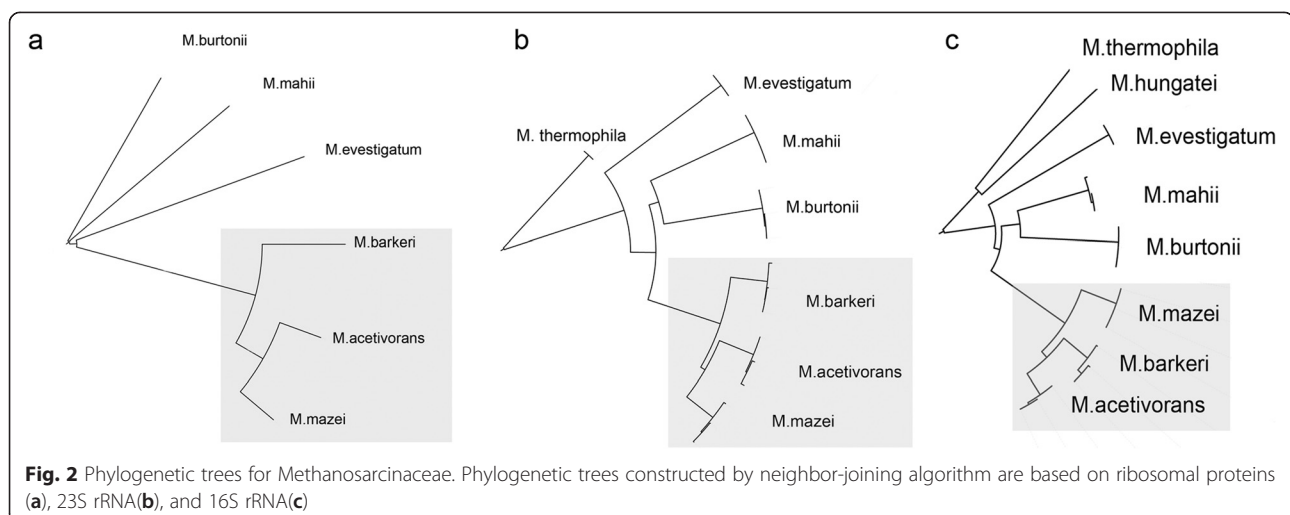 a
M.burtonii
M.mahii
M.evestigatum
M.barkeri
M.acetivorans
M.mazei
b
M.evestigatum
M. thermophila
M.mahii
M.burtonii
M.barkeri
M.acetivorans
M.mazei
c
M.thermophila
M.hungatei
M.evestigatum
M.mahii
M.burtonii
M.mazei
M.barkeri
M.acetivorans
Fig. 2 Phylogenetic trees for Methanosarcinaceae. Phylogenetic trees constructed by neighbor-joining algorithm are based on ribosomal proteins
(a), 23S rRNA(b), and 16S rRNA(c)